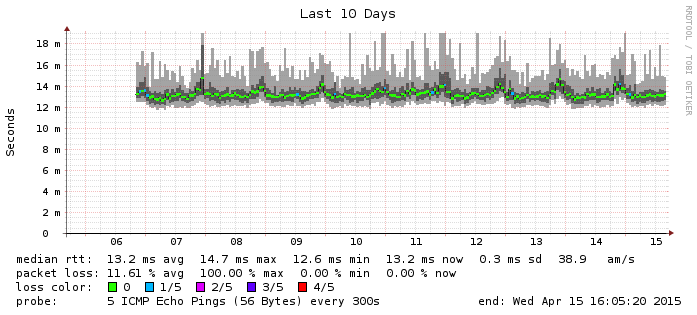 Last 10 Days
RRDTOOL / TOBI OETIKER
Seconds
18 m
16 m
14 m
12 m
10 m
8 m
6 m
4 m
2 m
0
06 07 08 09 10 11 12 13 14 15
median rtt: 13.2 ms avg 14.7 ms max 12.6 ms min 13.2 ms now 0.3 ms sd 38.9 am/s
packet loss: 11.61 % avg 100.00 % max 0.00 % min 0.00 % now
loss color: 0 1/5 2/5 3/5 4/5
probe: 5 ICMP Echo Pings (56 Bytes) every 300s end: Wed Apr 15 16:05:20 2015